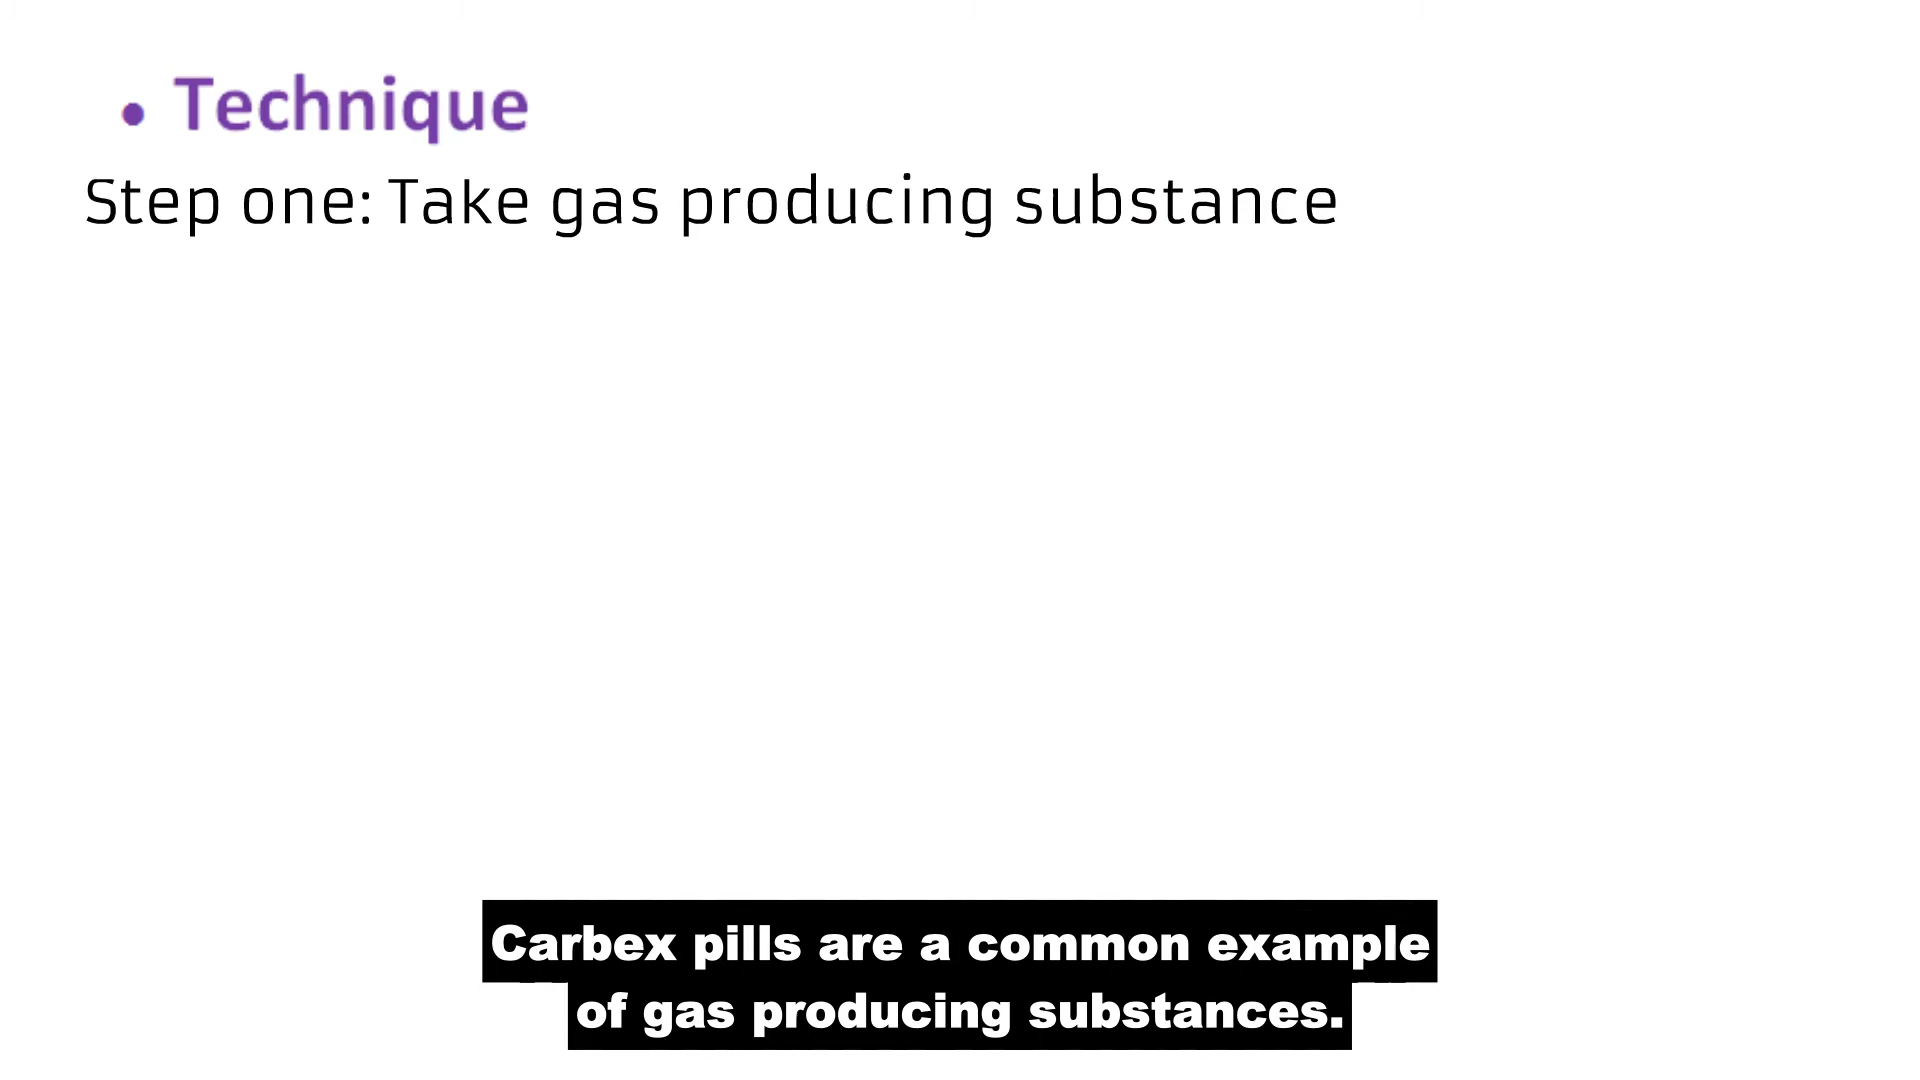 • Technique
Step one: Take gas producing substance
Carbex pills are a common example
of gas producing substances.